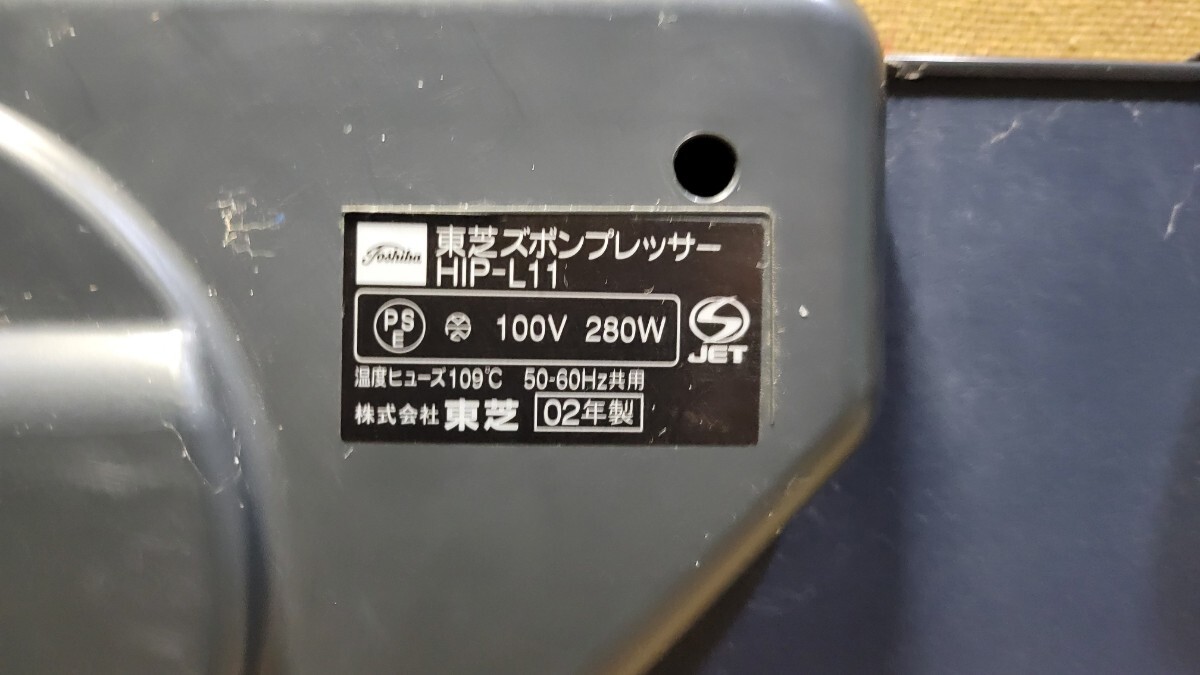 Toshiba
東芝ズボンプレッサー
HIP-L11
PSE 100V 280W
JET
温度ヒューズ109℃ 50-60Hz共用
株式会社 東芝 02年製